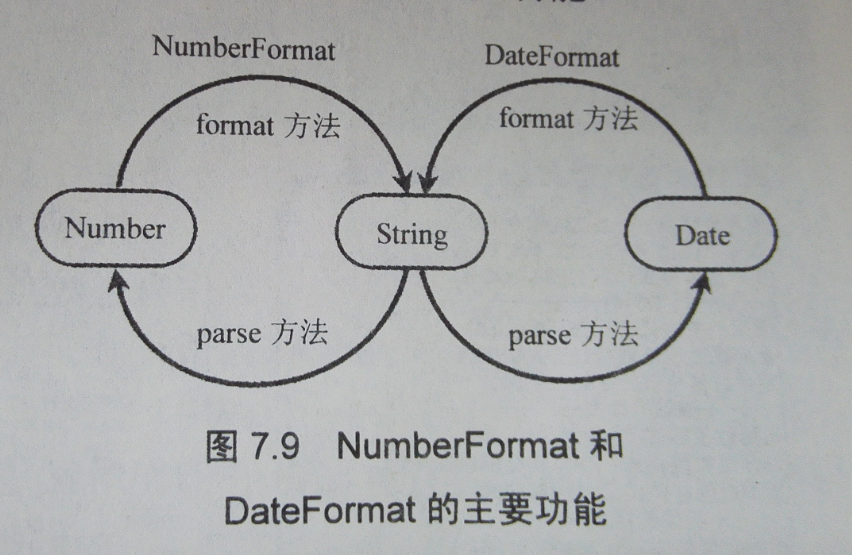 NumberFormat
DateFormat
format 方法
format 方法
Number
String
Date
parse 方法
parse 方法
图 7.9 NumberFormat 和
DateFormat 的主要功能